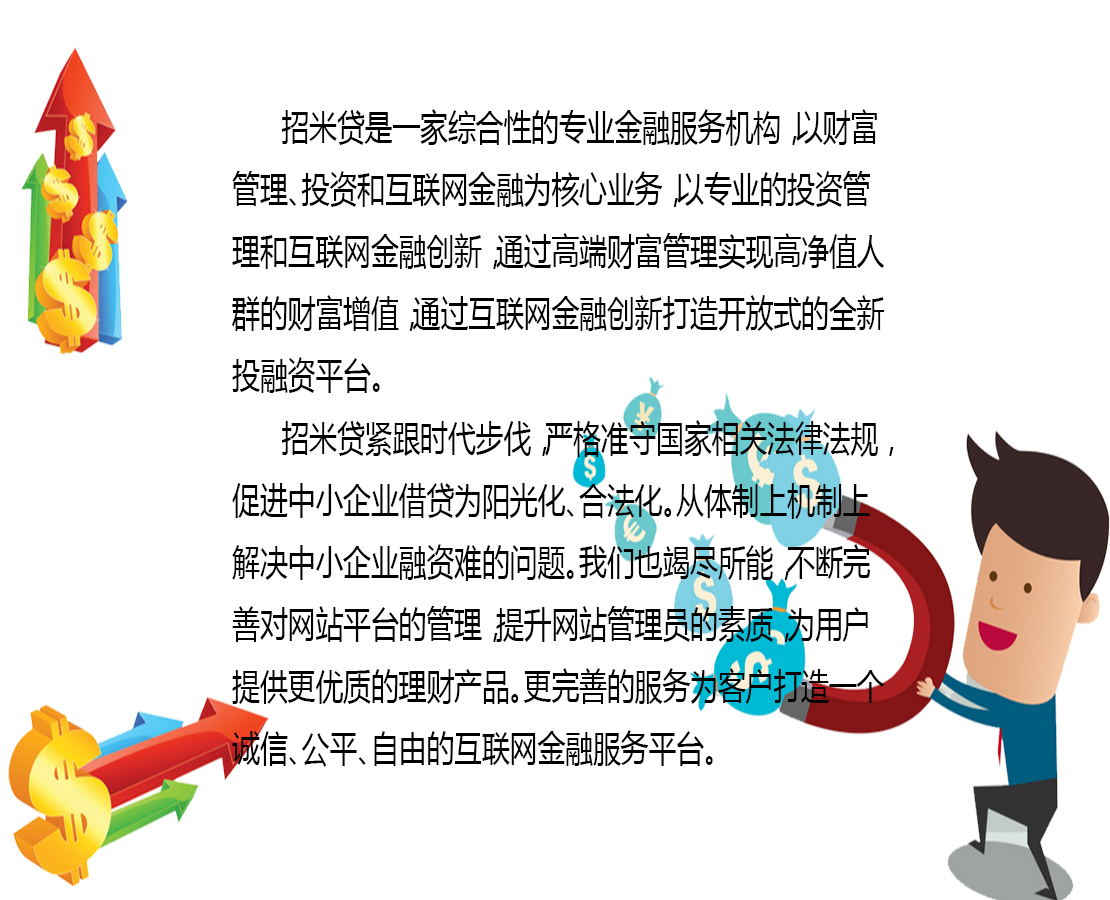 招米贷是一家综合性的专业金融服务机构,以财富
管理、投资和互联网金融为核心业务,以专业的投资管
理和互联网金融创新,通过高端财富管理实现高净值人
群的财富增值,通过互联网金融创新打造开放式的全新
投融资平台。
招米贷紧跟时代步伐,严格准守国家相关法律法规,
促进中小企业借贷为阳光化、合法化。从体制上机制上
解决中小企业融资难的问题。我们也竭尽所能,不断完
善对网站平台的管理,提升网站管理员的素质,为用户
提供更优质的理财产品。更完善的服务为客户打造一个
诚信、公平、自由的互联网金融服务平台。